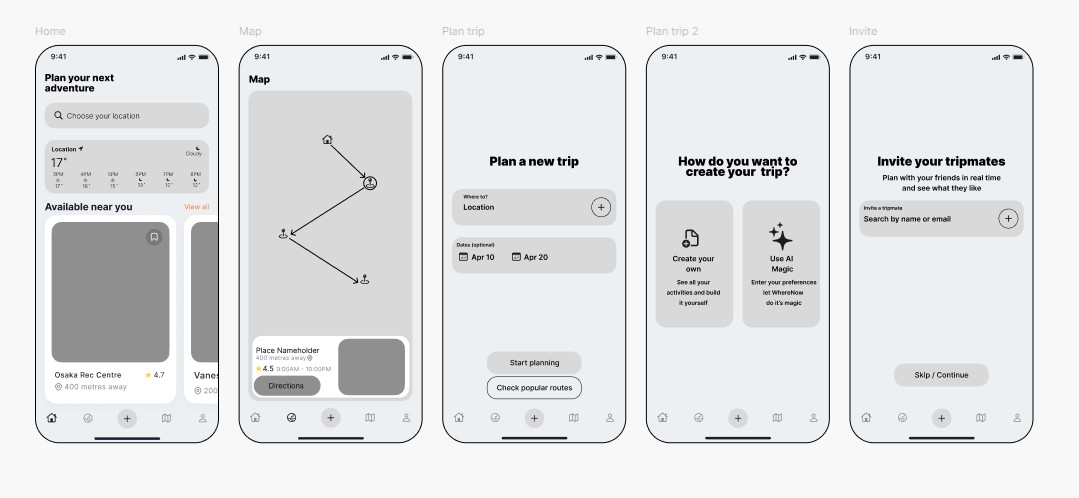 Home
9:41
Plan your next
adventure
Choose your location
Location
Cloudy
17°
3PM 4PM 5PM 6PM 7PM 8PM
17° 16° 15° 13° 12° 12°
Available near you View all
Osaka Rec Centre 4.7
400 metres away
Vanes
200
Map
9:41
Map
Place Nameholder
400 metres away
4.5 9:00AM - 10:00PM
Directions
Plan trip
9:41
Plan a new trip
Where to?
Location
Dates (optional)
Apr 10 Apr 20
Start planning
Check popular routes
Plan trip 2
9:41
How do you want to
create your trip?
Create your
own
See all your
activities and build
it yourself
Use AI
Magic
Enter your preferences
let WhereNow
do it's magic
Invite
9:41
Invite your tripmates
Plan with your friends in real time
and see what they like
Invite a tripmate
Search by name or email
Skip / Continue